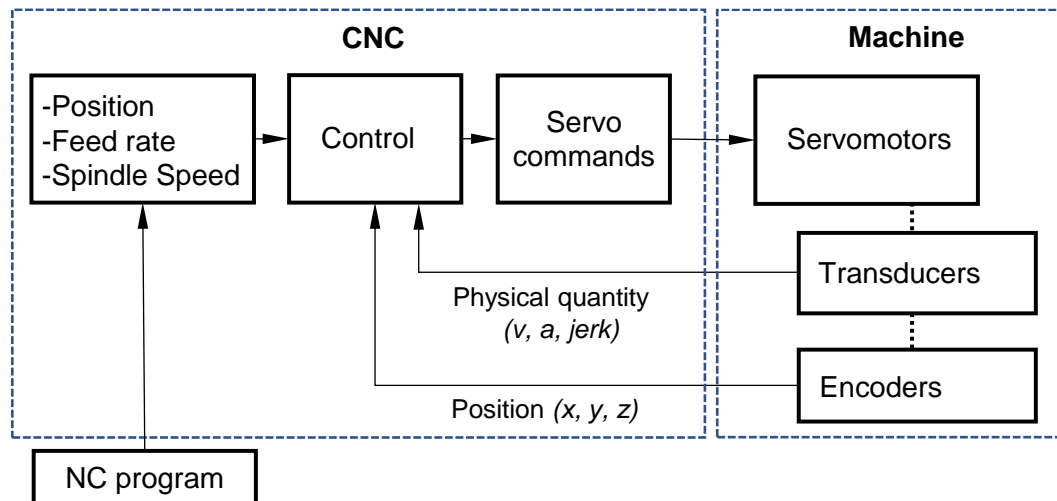 CNC
Machine
-Position
-Feed rate
-Spindle Speed
Control
Servo
commands
Servomotors
Transducers
Physical quantity
(v, a, jerk)
Encoders
Position (x, y, z)
NC program